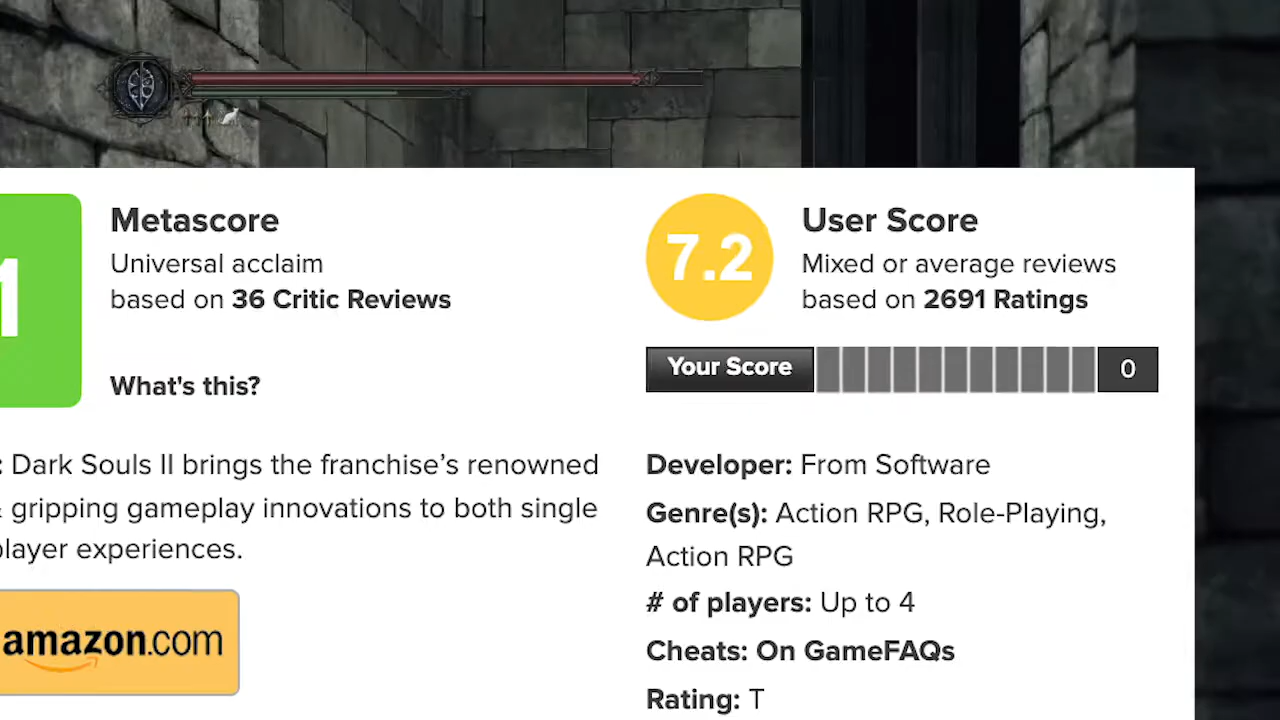 1
Metascore
Universal acclaim
based on 36 Critic Reviews
What's this?
7.2
User Score
Mixed or average reviews
based on 2691 Ratings
Your Score
0
: Dark Souls II brings the franchise’s renowned
gripping gameplay innovations to both single
player experiences.
amazon.com
Developer: From Software
Genre(s): Action RPG, Role-Playing,
Action RPG
# of players: Up to 4
Cheats: On GameFAQs
Rating: T